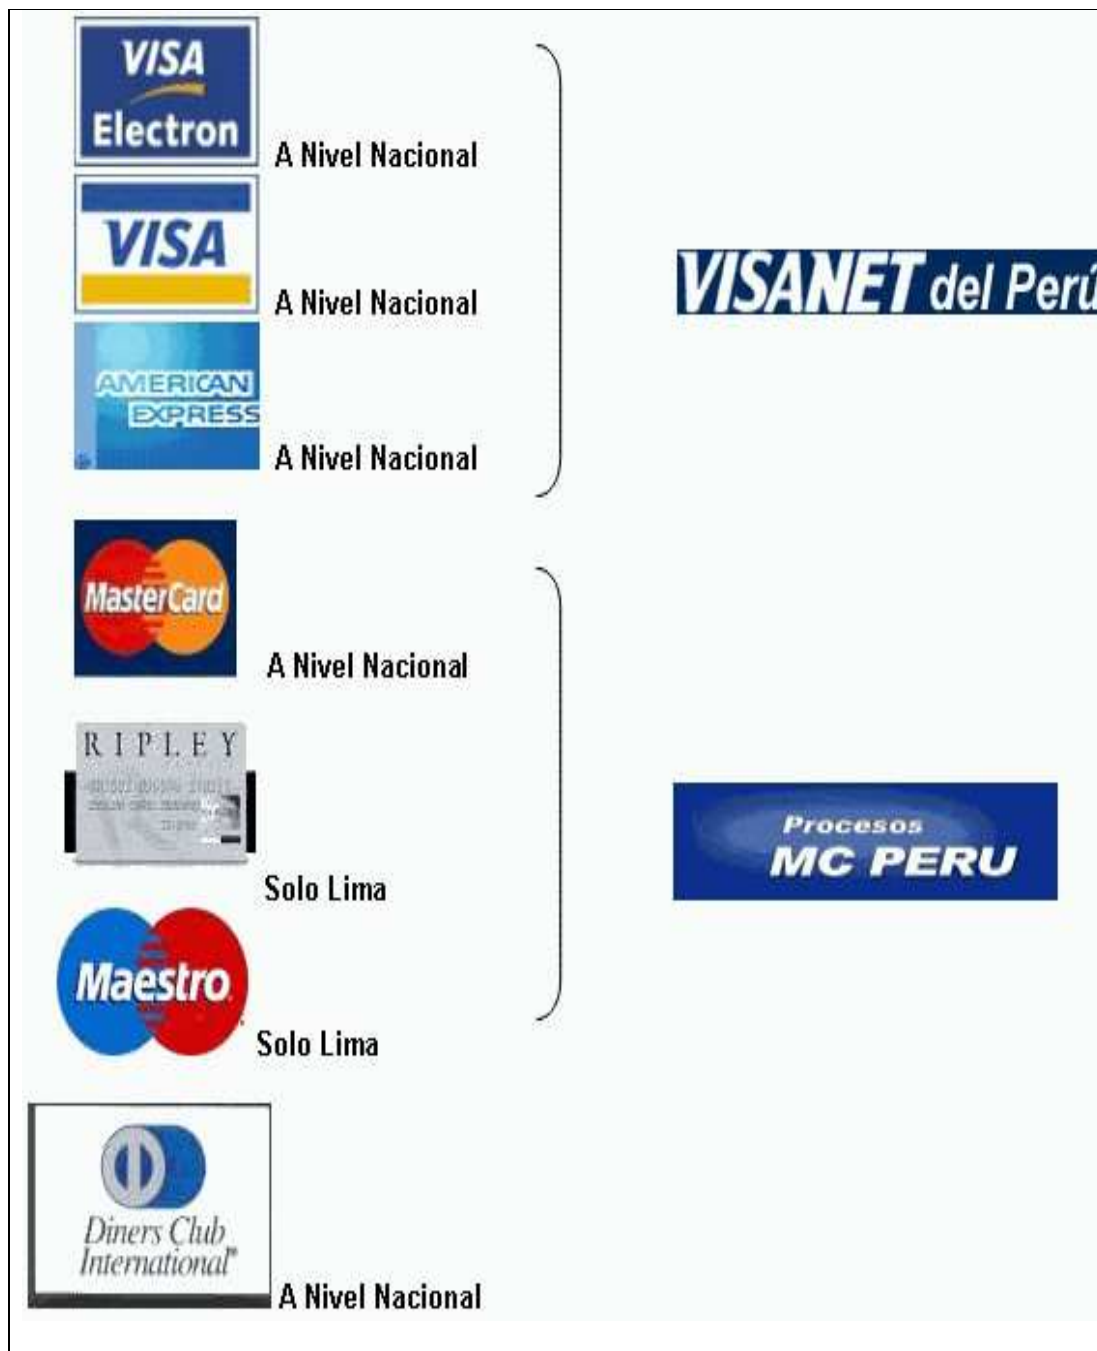 VISA
Electron
A Nivel Nacional
VISA
A Nivel Nacional
AMERICAN
EXPRESS
A Nivel Nacional
VISANET del Perú
MasterCard
A Nivel Nacional
RIPLEY
Solo Lima
Maestro
Solo Lima
Procesos
MC PERU
Diners Club
International®
A Nivel Nacional